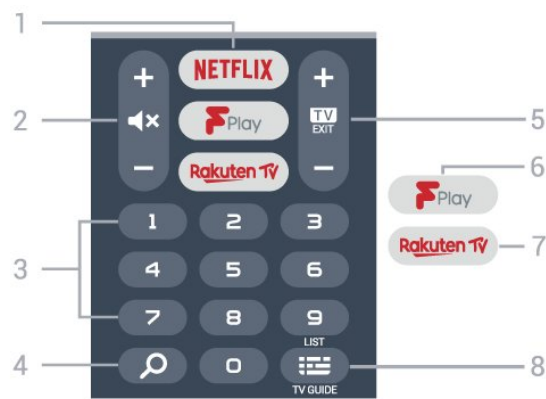 1
NETFLIX
+
+
2
Play
TV
EXIT
5
-
Rakuten TV
-
6
Play
1
2
3
Rakuten TV
7
3
4
5
6
7
8
9
LIST
4
0
8
TV GUIDE